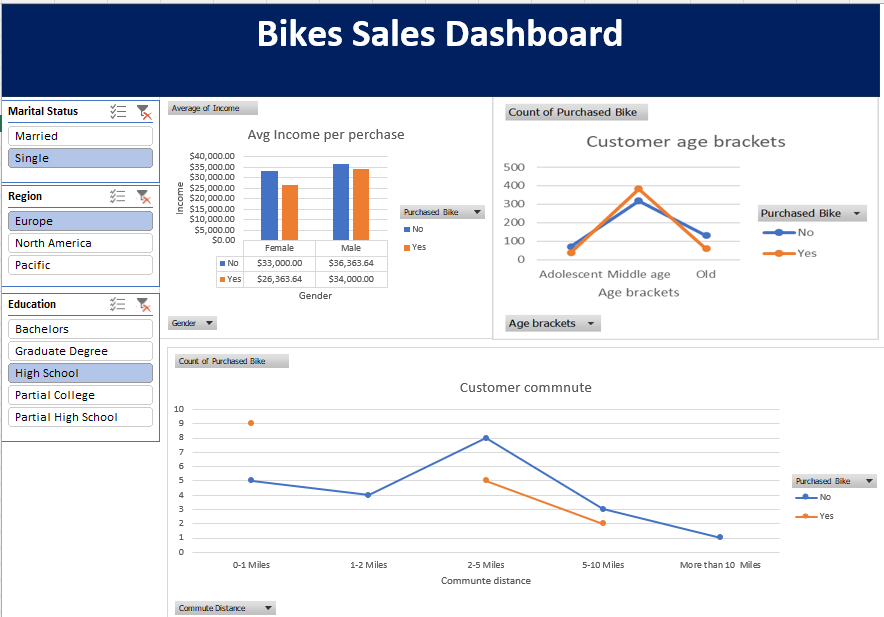 Bikes Sales Dashboard
Marital Status
Married
Single
Region
Europe
North America
Pacific
Education
Bachelors
Graduate Degree
High School
Partial College
Partial High School
Average of Income
Avg Income per perchase
Income
$40,000.00
$35,000.00
$30,000.00
$25,000.00
$20,000.00
$15,000.00
$10,000.00
$5,000.00
$0.00
Female Male
No $33,000.00 $36,363.64
Yes $26,363.64 $34,000.00
Gender
Purchased Bike
No
Yes
Gender
Count of Purchased Bike
Customer age brackets
500
400
300
200
100
0
Adolescent Middle age Old
Age brackets
Purchased Bike
No
Yes
Age brackets
Count of Purchased Bike
Customer commnute
10
9
8
7
6
5
4
3
2
1
0
0-1 Miles 1-2 Miles 2-5 Miles 5-10 Miles More than 10 Miles
Communte distance
Purchased Bike
No
Yes
Commute Distance